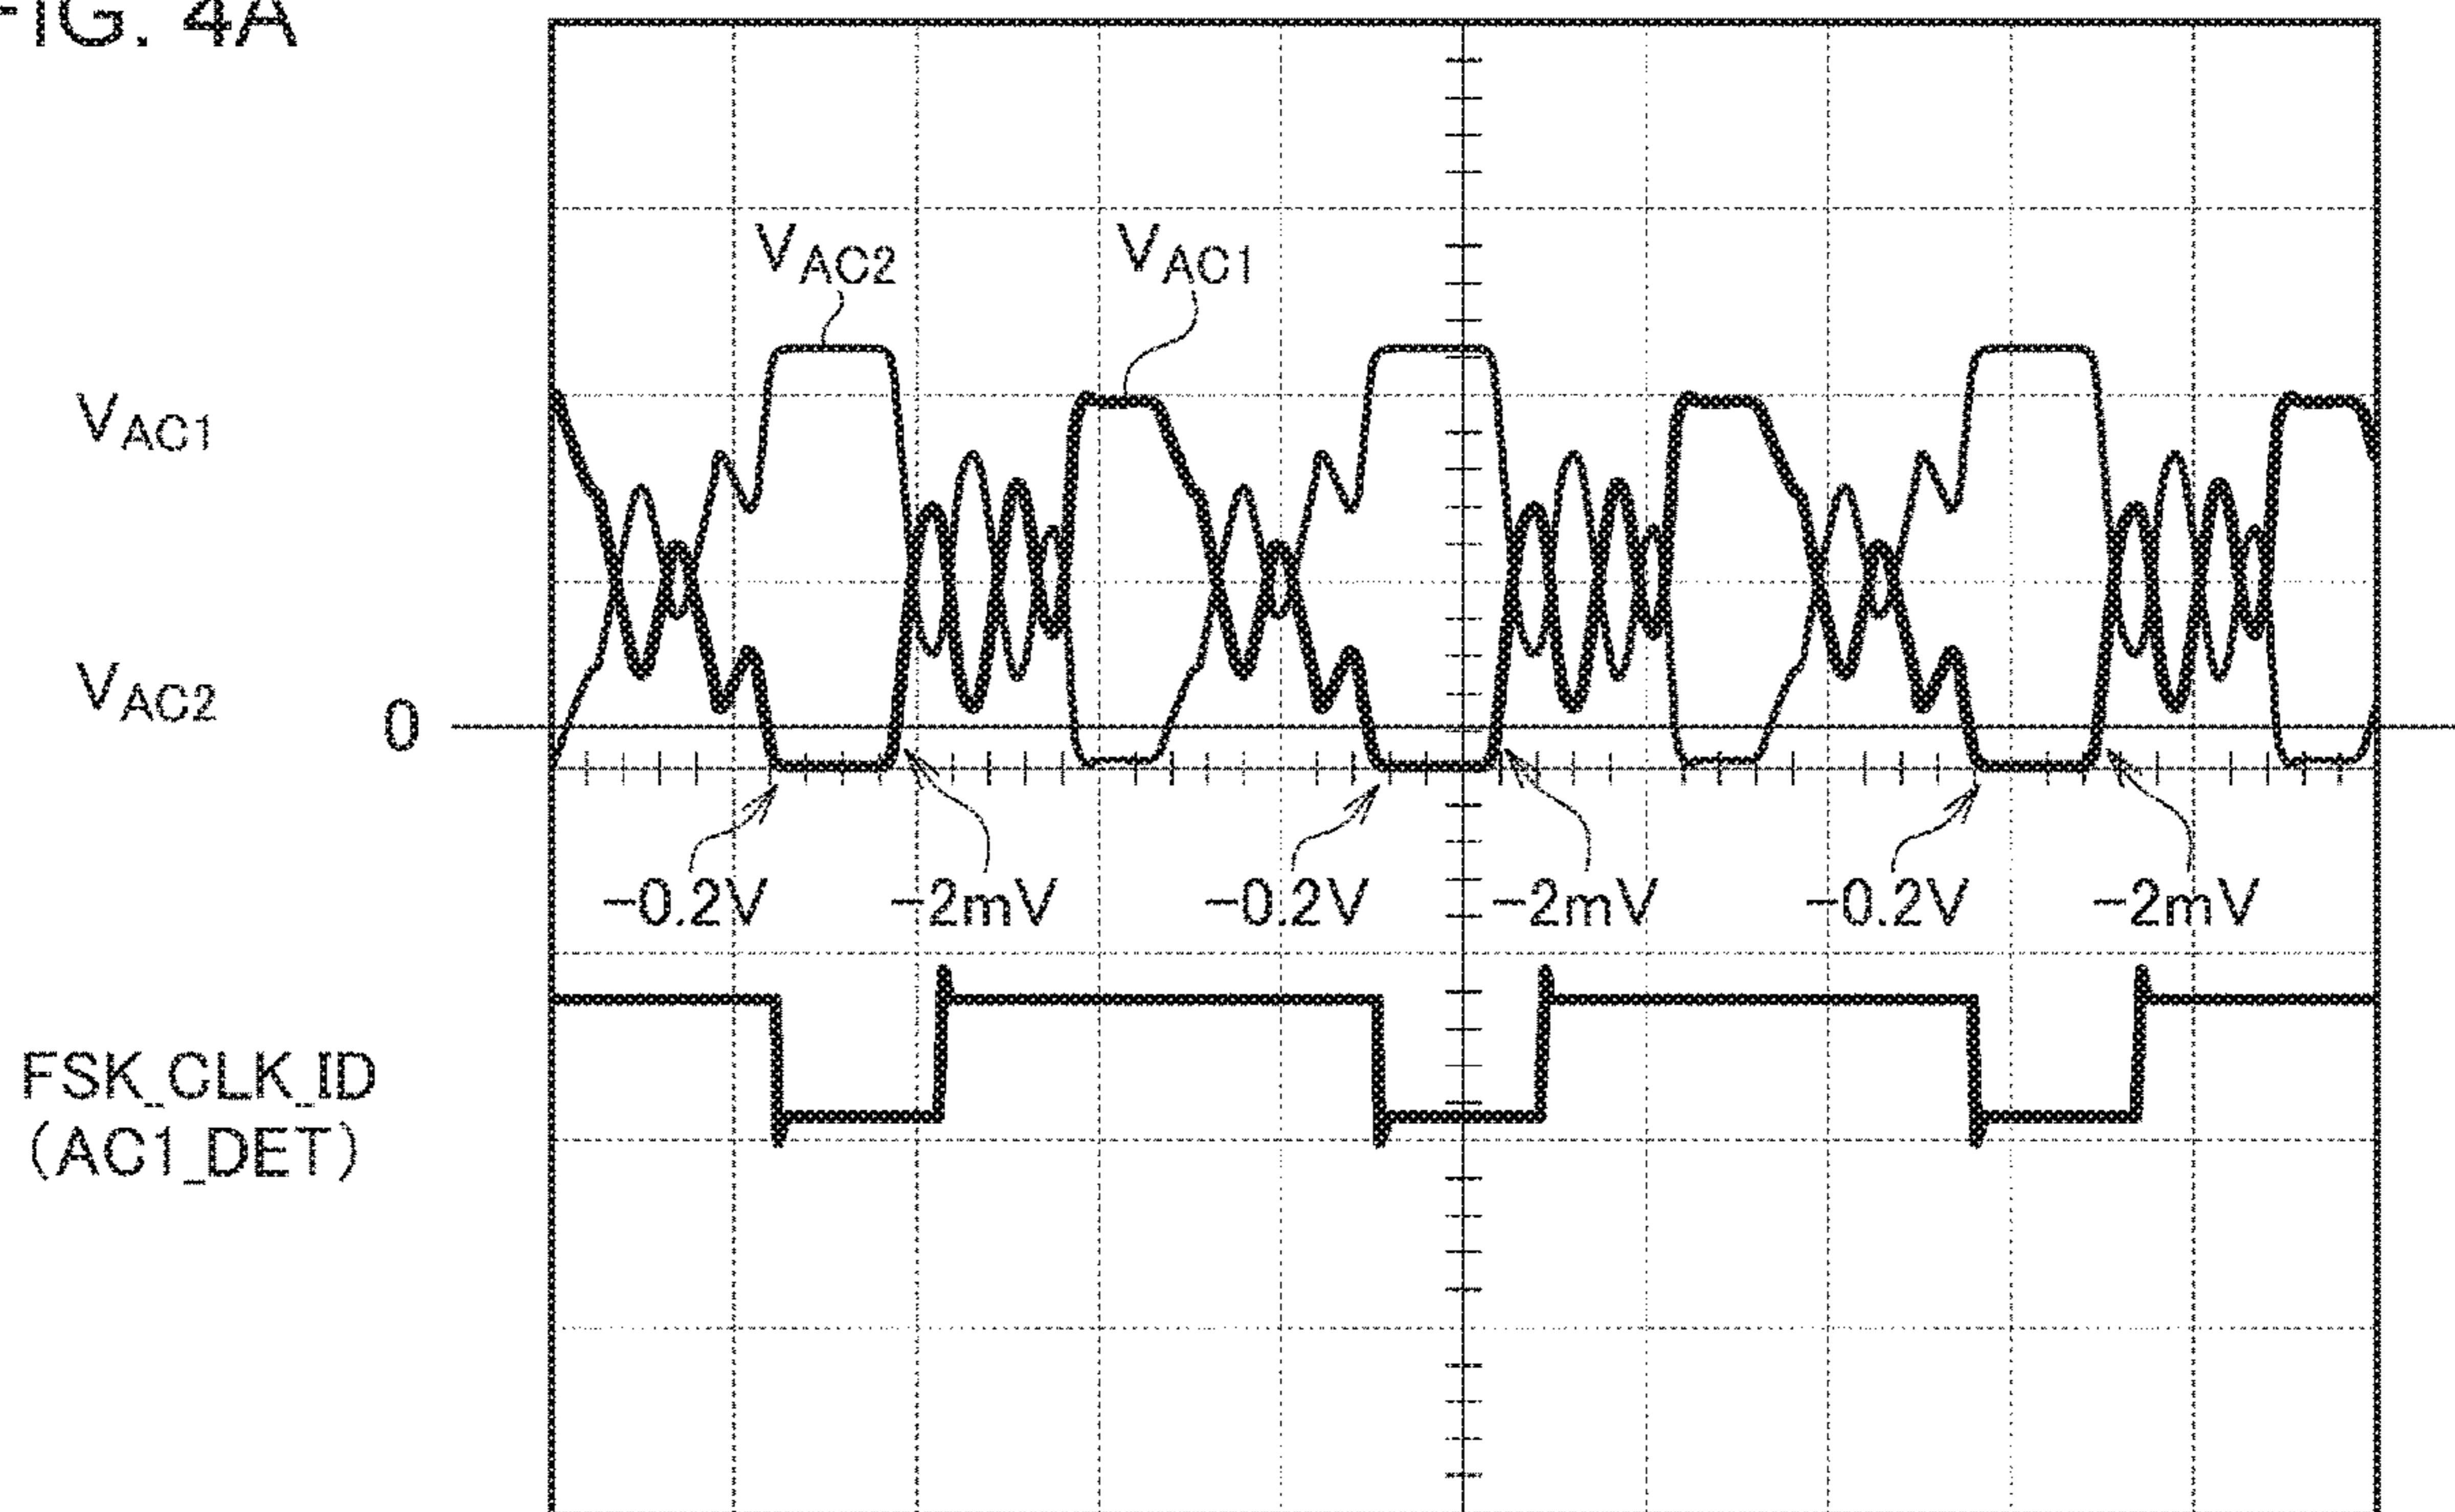 FIG. 4A
VAC2
VAC1
VAC1
VAC2
0
-0.2V
-2mV
-0.2V
-2mV
-0.2V
-2mV
FSK_CLK_ID
(AC1_DET)